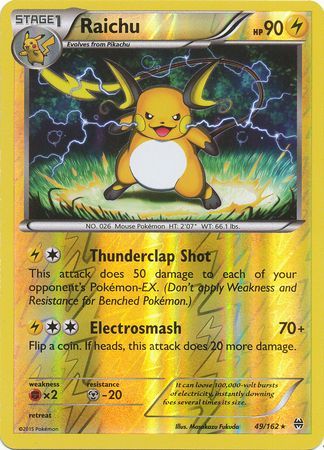 STAGE1
Raichu
HP90
Evolves from Pikachu
NO. 026 Mouse Pokémon HT: 2'07" WT: 66.1 lbs.
Thunderclap Shot
This attack does 50 damage to each of your
opponent's Pokémon-EX. (Don't apply Weakness and
Resistance for Benched Pokémon.)
Electrosmash 70+
Flip a coin. If heads, this attack does 20 more damage.
weakness resistance
×2 -20
retreat
It can loose 100,000-volt bursts
of electricity, instantly downing
foes several times its size.
©2015 Pokémon
Illus. Masakazu Fukuda
49/162 ★